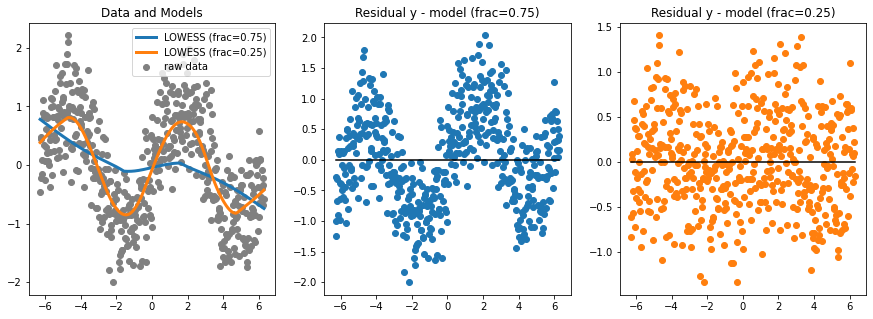 Data and Models
LOWESS (frac=0.75)
LOWESS (frac=0.25)
raw data
2
1
0
−1
−2
−6 −4 −2 0 2 4 6
Residual y - model (frac=0.75)
2.0
1.5
1.0
0.5
0.0
−0.5
−1.0
−1.5
−2.0
−6 −4 −2 0 2 4 6
Residual y - model (frac=0.25)
1.5
1.0
0.5
0.0
−0.5
−1.0
−6 −4 −2 0 2 4 6